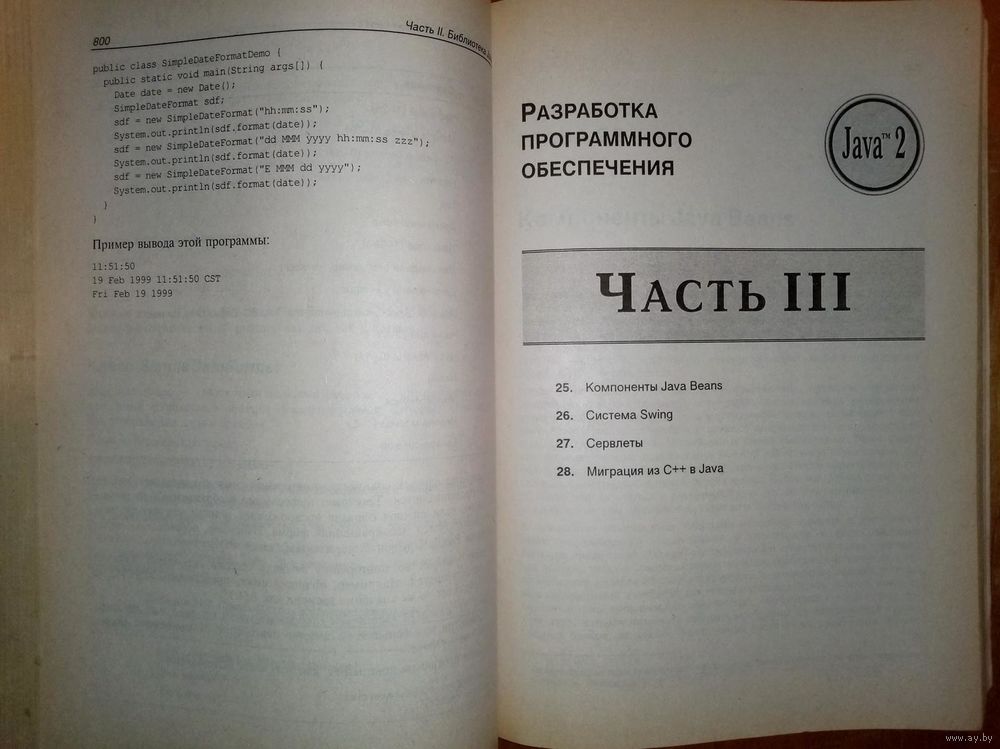 800
Часть II. Библиотека
public class SimpleDateFormatDemo {
public static void main(String args[]) {
Date date = new Date();
SimpleDateFormat sdf;
sdf = new SimpleDateFormat("hh:mm:ss");
System.out.println(sdf.format(date));
sdf = new SimpleDateFormat("dd MMM yyyy hh:mm:ss zzz");
System.out.println(sdf.format(date));
sdf = new SimpleDateFormat("E MMM dd yyyy");
System.out.println(sdf.format(date));
}
}
Пример вывода этой программы:
11:51:50
19 Feb 1999 11:51:50 CST
Fri Feb 19 1999
РАЗРАБОТКА
ПРОГРАММНОГО
ОБЕСПЕЧЕНИЯ
Java™ 2
ЧАСТЬ III
25. Компоненты Java Beans
26. Система Swing
27. Сервлеты
28. Миграция из C++ в Java
www.ay.by